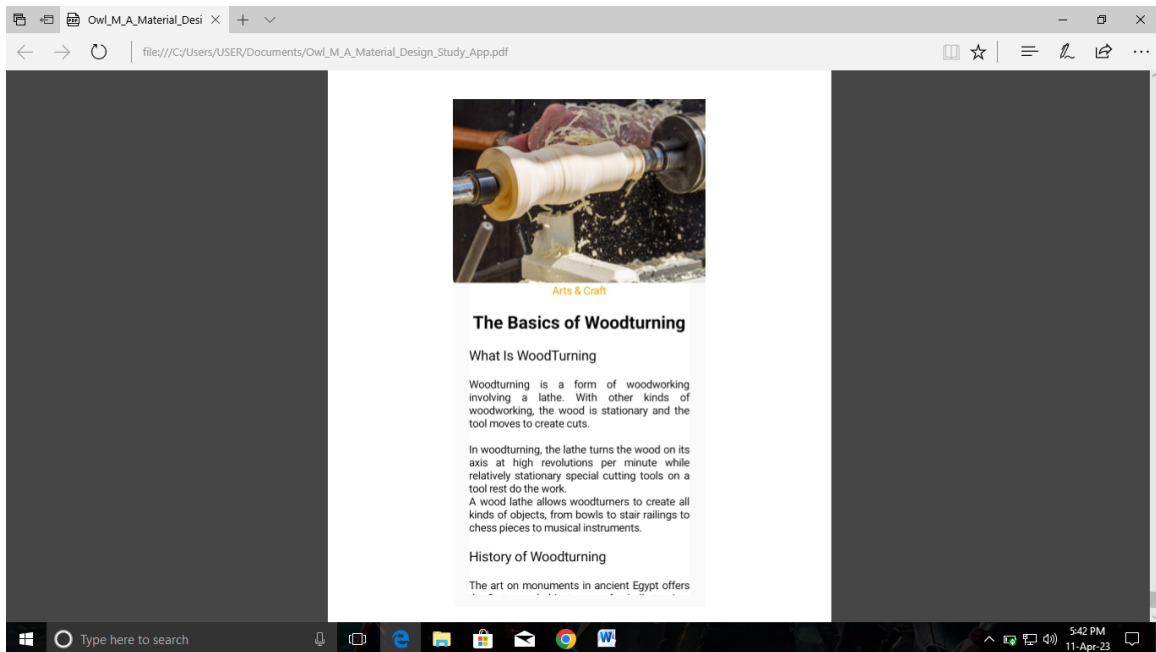 Owl_M_A_Material_Desi
file:///C:/Users/USER/Documents/Owl_M_A_Material_Design_Study_App.pdf
Arts & Craft
The Basics of Woodturning
What Is WoodTurning
Woodturning is a form of woodworking
involving a lathe. With other kinds of
woodworking, the wood is stationary and the
tool moves to create cuts.
In woodturning, the lathe turns the wood on its
axis at high revolutions per minute while
relatively stationary special cutting tools on a
tool rest do the work.
A wood lathe allows woodturners to create all
kinds of objects, from bowls to stair railings to
chess pieces to musical instruments.
History of Woodturning
The art on monuments in ancient Egypt offers
Type here to search
5:42 PM
11-Apr-23